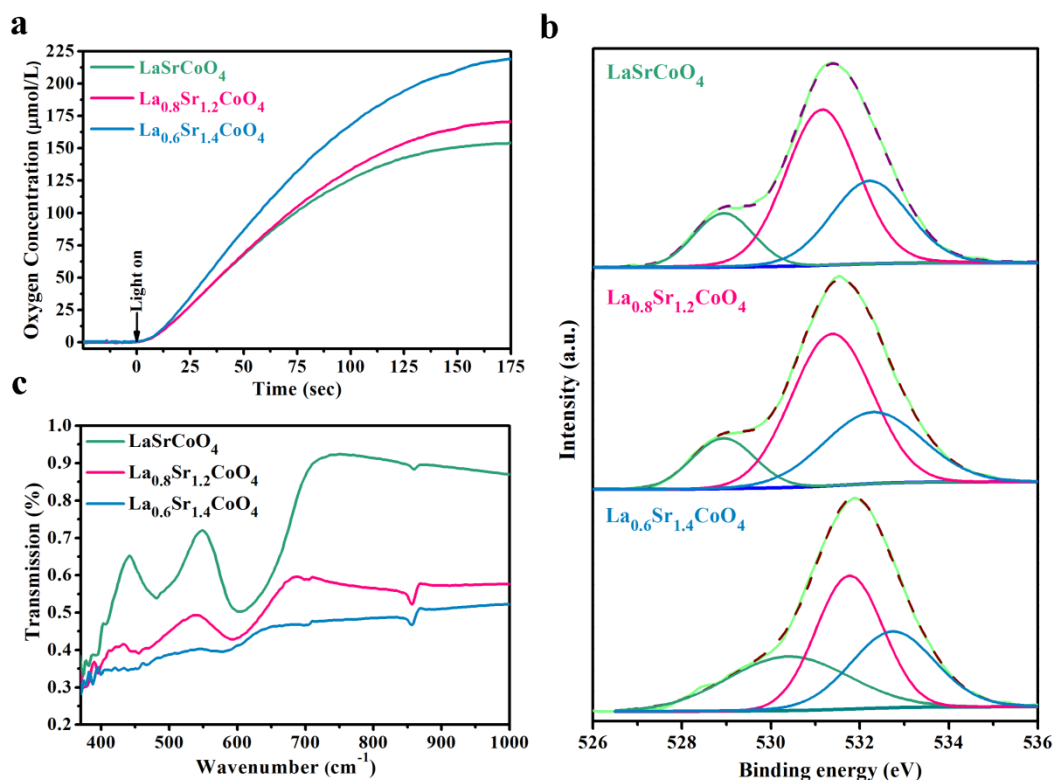 a
225
200
175
150
125
100
75
50
25
0
Oxygen Concentration (μmol/L)
LaSrCoO₄
La₀.₈Sr₁.₂CoO₄
La₀.₆Sr₁.₄CoO₄
Light on
0 25 50 75 100 125 150 175
Time (sec)
c
1.0
0.9
0.8
0.7
0.6
0.5
0.4
0.3
0.2
Transmission (%)
LaSrCoO₄
La₀.₈Sr₁.₂CoO₄
La₀.₆Sr₁.₄CoO₄
400 500 600 700 800 900 1000
Wavenumber (cm⁻¹)
b
LaSrCoO₄
La₀.₈Sr₁.₂CoO₄
La₀.₆Sr₁.₄CoO₄
Intensity (a.u.)
526 528 530 532 534 536
Binding energy (eV)